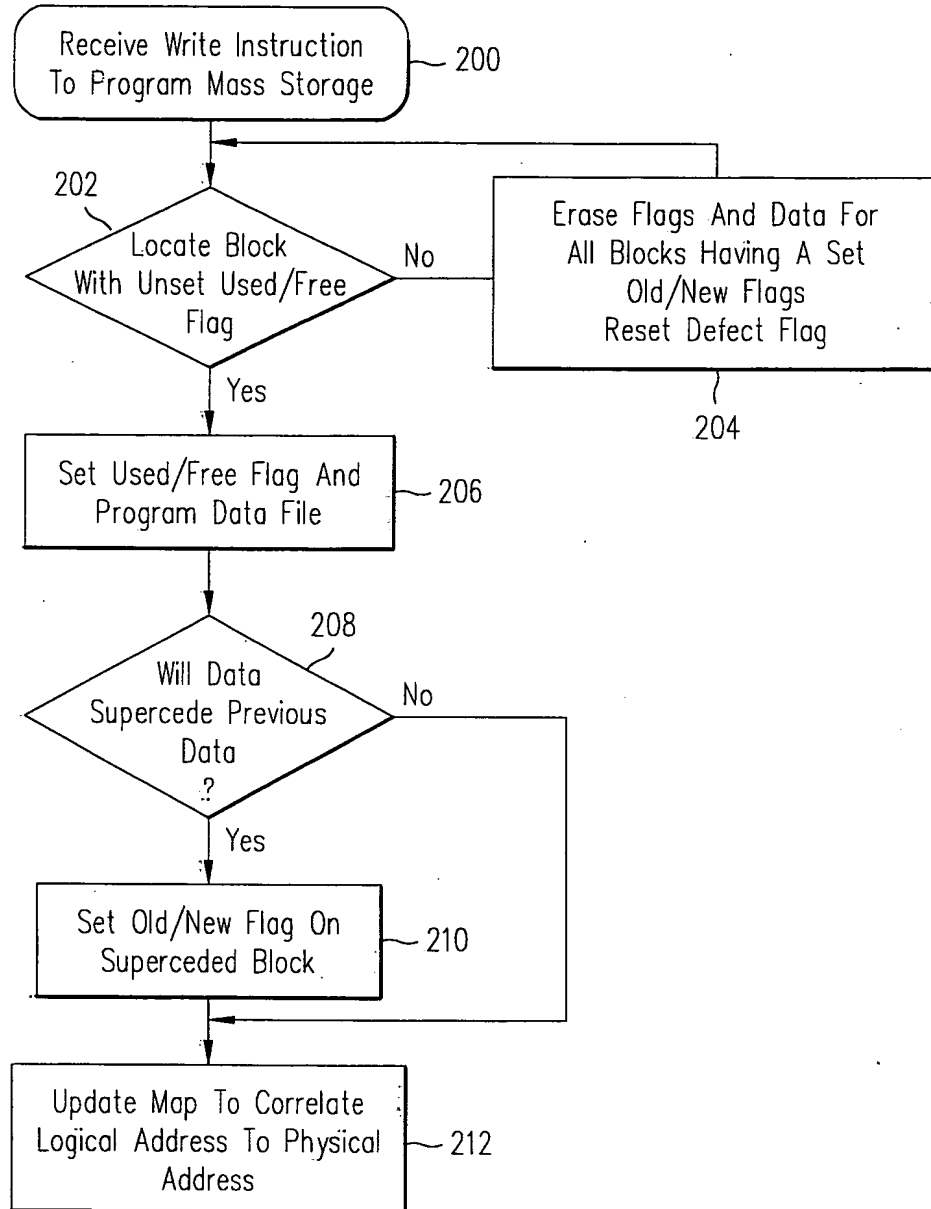 Receive Write Instruction
To Program Mass Storage
200
202
Locate Block
With Unset Used/Free
Flag
No
Erase Flags And Data For
All Blocks Having A Set
Old/New Flags
Reset Defect Flag
204
Yes
Set Used/Free Flag And
Program Data File
206
208
Will Data
Supercede Previous
Data
?
No
Yes
Set Old/New Flag On
Superceded Block
210
Update Map To Correlate
Logical Address To Physical
Address
212